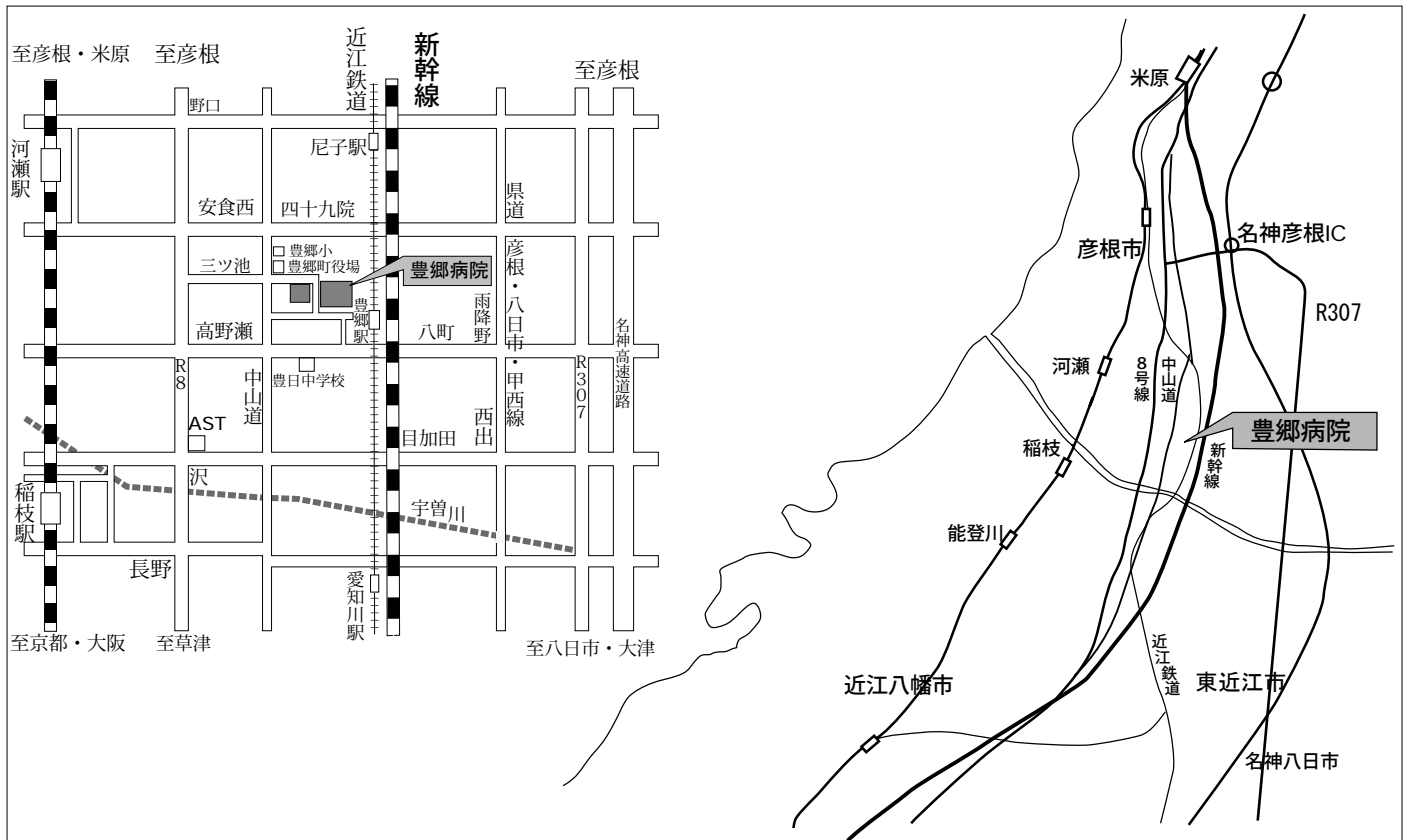 至彦根・米原
至彦根
近江鉄道
新幹線
至彦根
野口
河瀬駅
尼子駅
安食西
四十九院
県道
彦根・八日市・甲西線
豊郷小
豊郷町役場
三ツ池
豊郷病院
高野瀬
豊郷駅
八町
雨降野
名神高速道路
R8
中山道
豊日中学校
R307
西出
AST
目加田
沢
稲枝駅
宇曽川
長野
愛知川駅
至京都・大阪
至草津
至八日市・大津
米原
彦根市
名神彦根IC
R307
河瀬
8号線
中山道
豊郷病院
稲枝
新幹線
能登川
近江鉄道
近江八幡市
東近江市
名神八日市